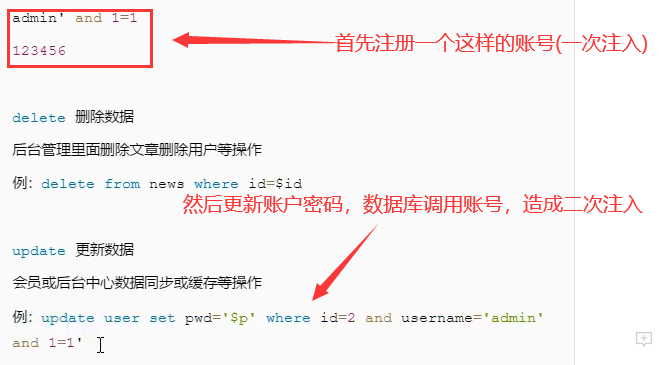 admin' and 1=1
首先注册一个这样的账号(一次注入)
123456
delete 删除数据
后台管理里面删除文章删除用户等操作
例：delete from news where id=$id
然后更新账户密码，数据库调用账号，造成二次注入
update 更新数据
会员或后台中心数据同步或缓存等操作
例：update user set pwd='$p' where id=2 and username='admin'
and 1=1'